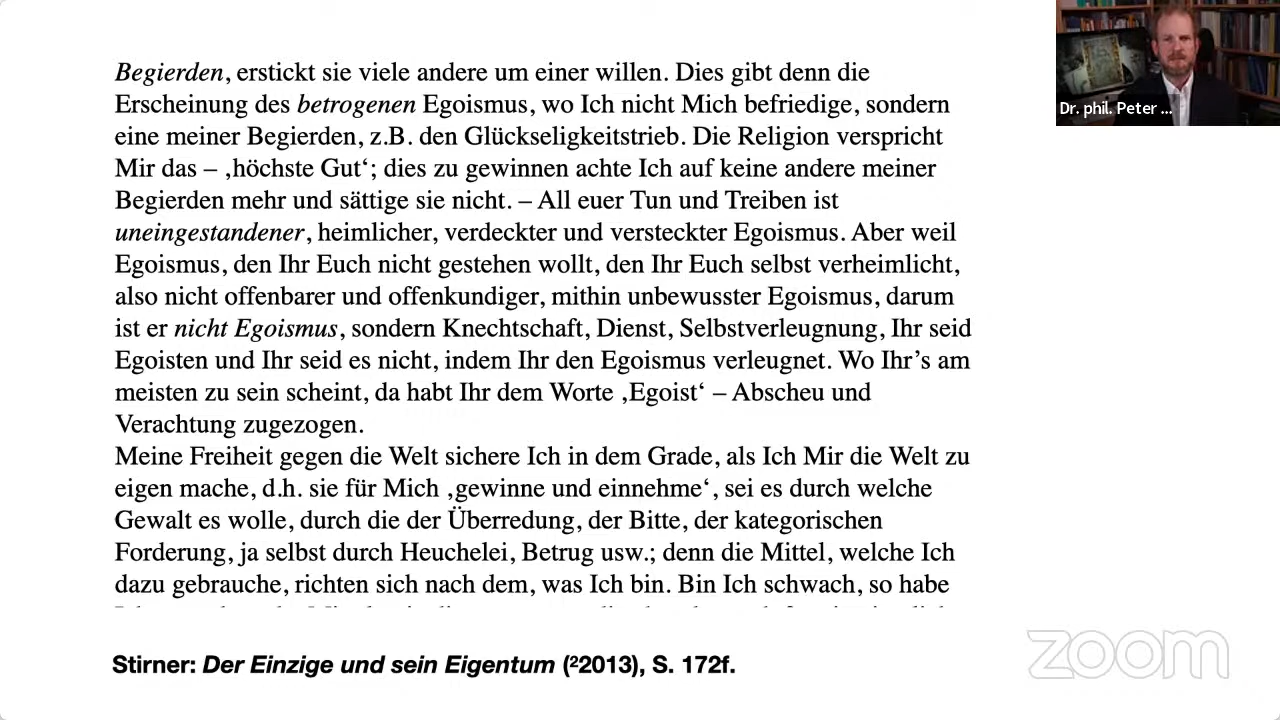 Begierden, erstickt sie viele andere um einer willen. Dies gibt denn die
Erscheinung des betrogenen Egoismus, wo Ich nicht Mich befriedige, sondern
eine meiner Begierden, z.B. den Glückseligkeitstrieb. Die Religion verspricht
Mir das – ‚höchste Gut‘; dies zu gewinnen achte Ich auf keine andere meiner
Begierden mehr und sättige sie nicht. – All euer Tun und Treiben ist
uneingestandener, heimlicher, verdeckter und versteckter Egoismus. Aber weil
Egoismus, den Ihr Euch nicht gestehen wollt, den Ihr Euch selbst verheimlicht,
also nicht offenbarer und offenkundiger, mithin unbewusster Egoismus, darum
ist er nicht Egoismus, sondern Knechtschaft, Dienst, Selbstverleugnung, Ihr seid
Egoisten und Ihr seid es nicht, indem Ihr den Egoismus verleugnet. Wo Ihr’s am
meisten zu sein scheint, da habt Ihr dem Worte ‚Egoist‘ – Abscheu und
Verachtung zugezogen.
Meine Freiheit gegen die Welt sichere Ich in dem Grade, als Ich Mir die Welt zu
eigen mache, d.h. sie für Mich ‚gewinne und einnehme‘, sei es durch welche
Gewalt es wolle, durch die der Überredung, der Bitte, der kategorischen
Forderung, ja selbst durch Heuchelei, Betrug usw.; denn die Mittel, welche Ich
dazu gebrauche, richten sich nach dem, was Ich bin. Bin Ich schwach, so habe
Stirner: Der Einzige und sein Eigentum (²2013), S. 172f.
Dr. phil. Peter ...
zoom